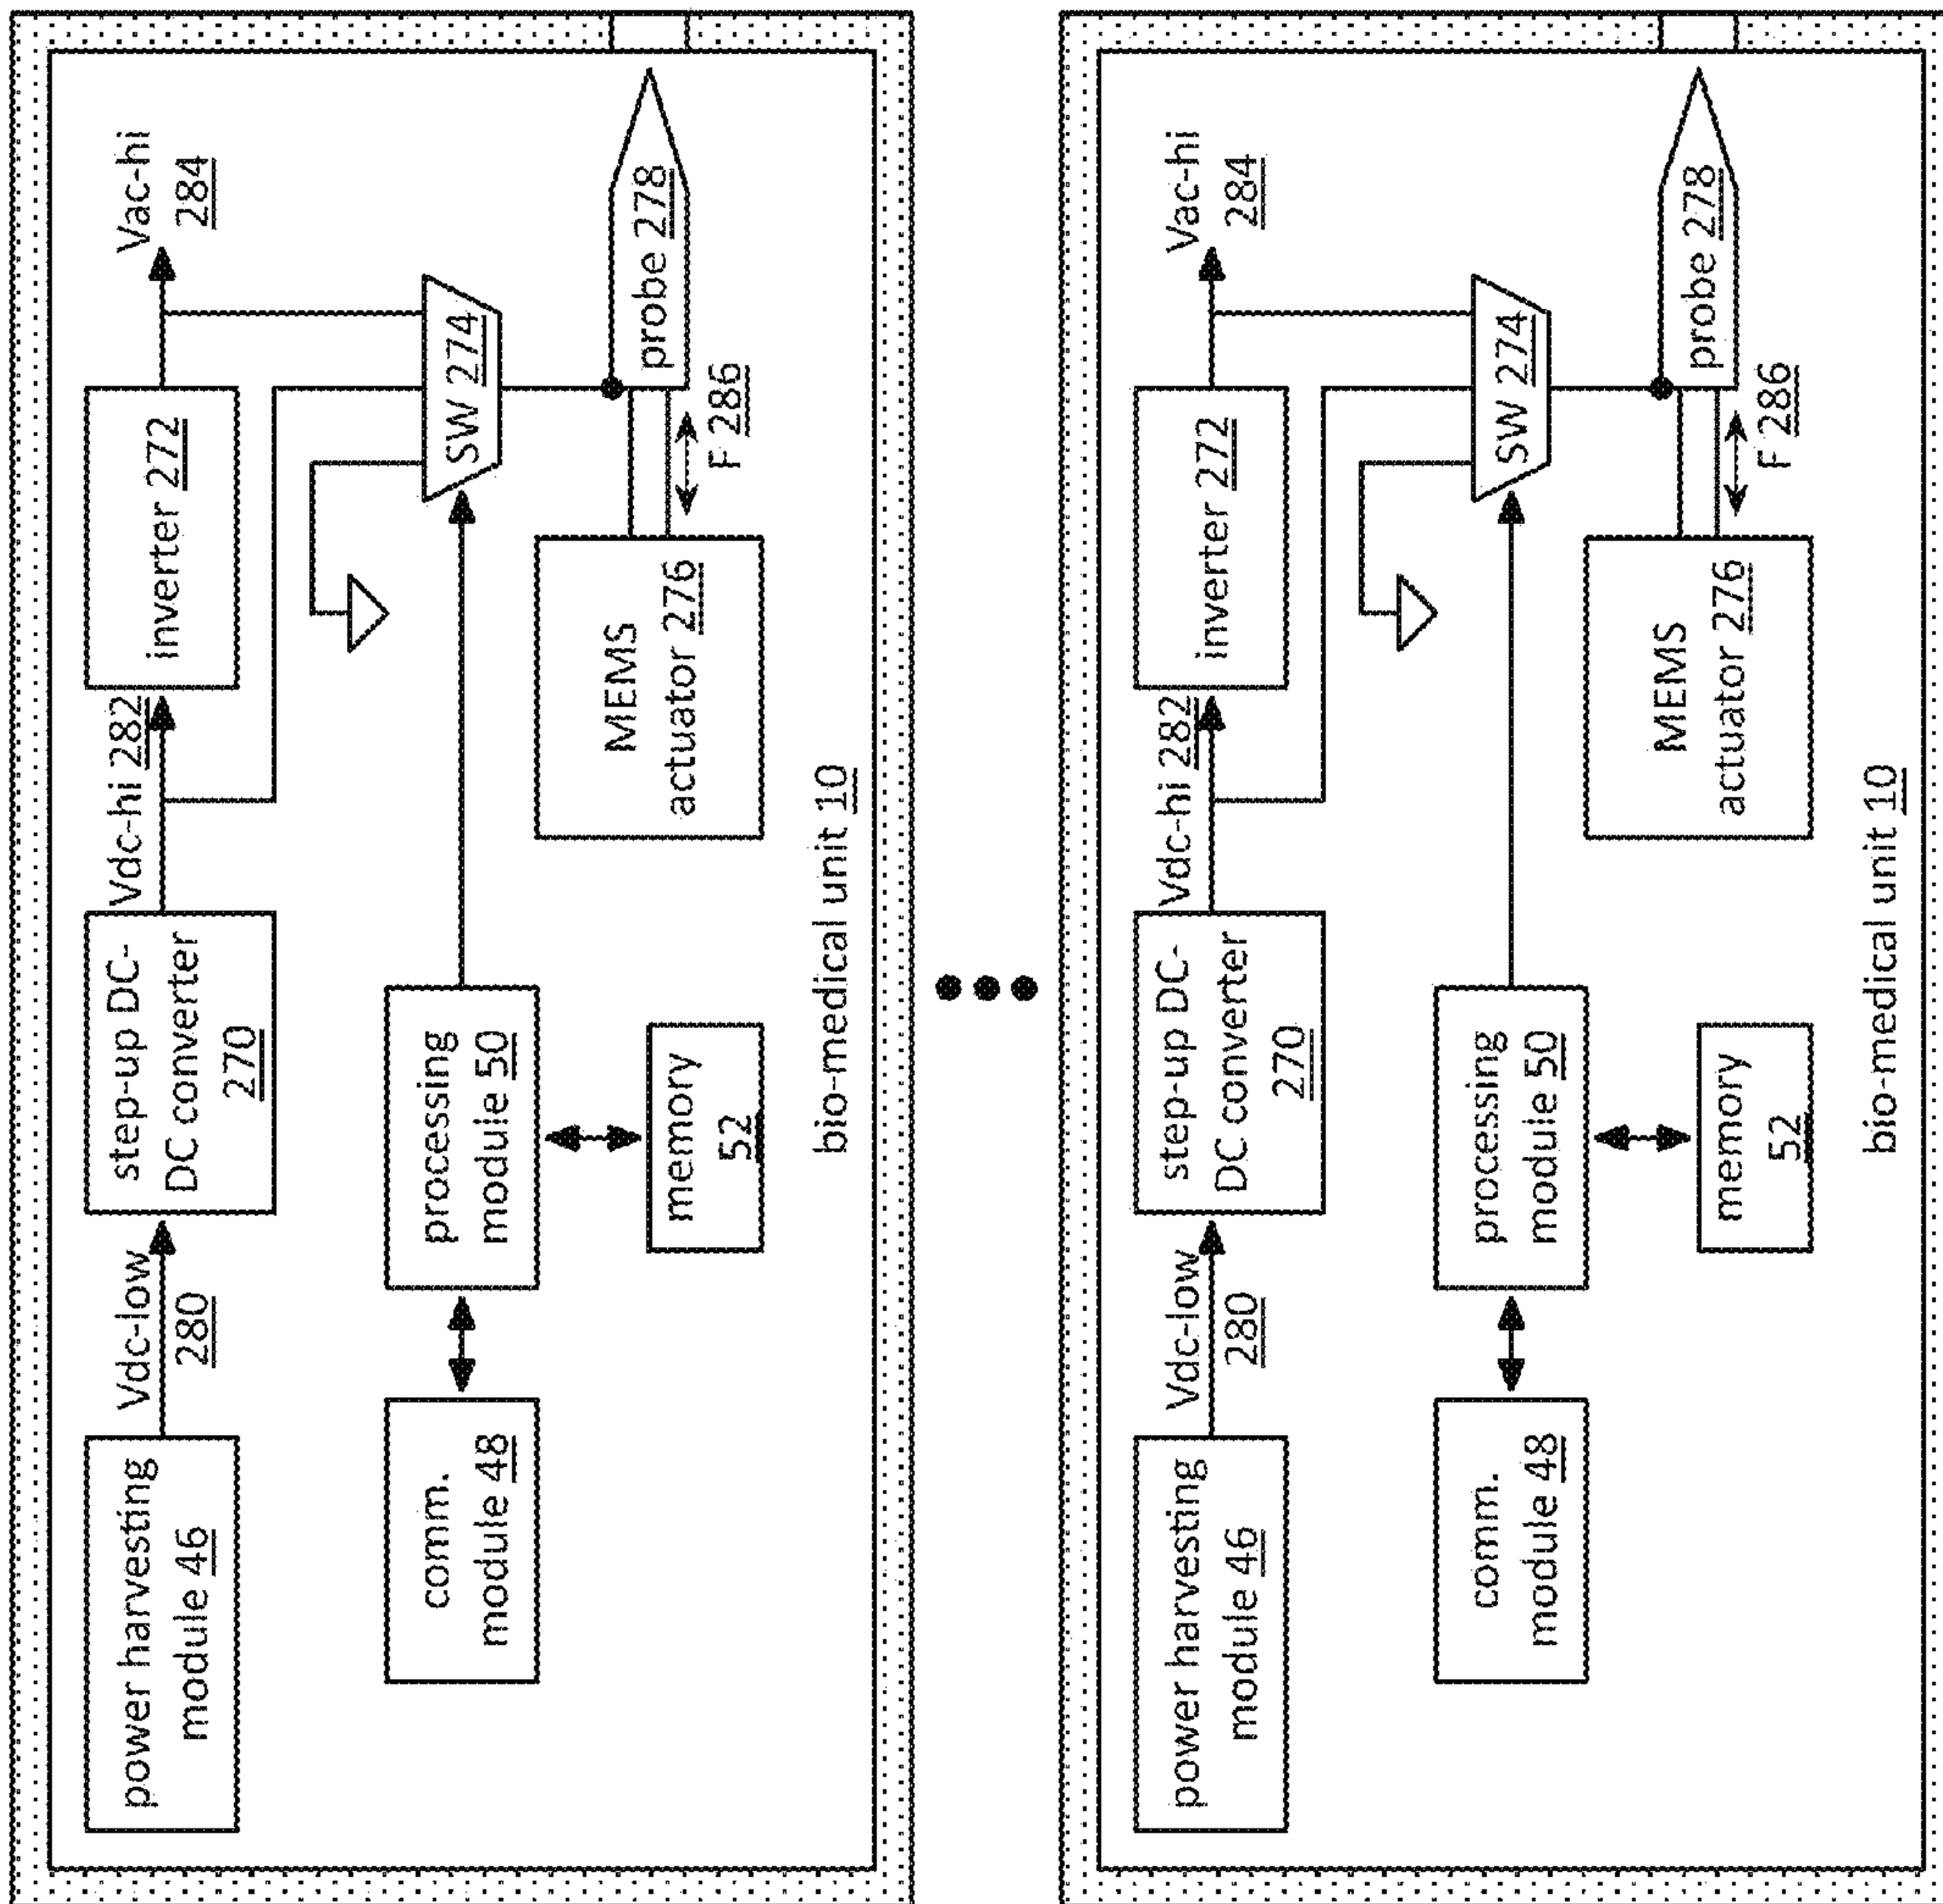 power harvesting
module 46
Vdc-low
280
step-up DC-
DC converter
270
Vdc-hi 282
inverter 272
Vac-hi
284
comm.
module 48
processing
module 50
SW 274
memory
52
MEMS
actuator 276
probe 278
F 286
bio-medical unit 10
power harvesting
module 46
Vdc-low
280
step-up DC-
DC converter
270
Vdc-hi 282
inverter 272
Vac-hi
284
comm.
module 48
processing
module 50
SW 274
memory
52
MEMS
actuator 276
probe 278
F 286
bio-medical unit 10